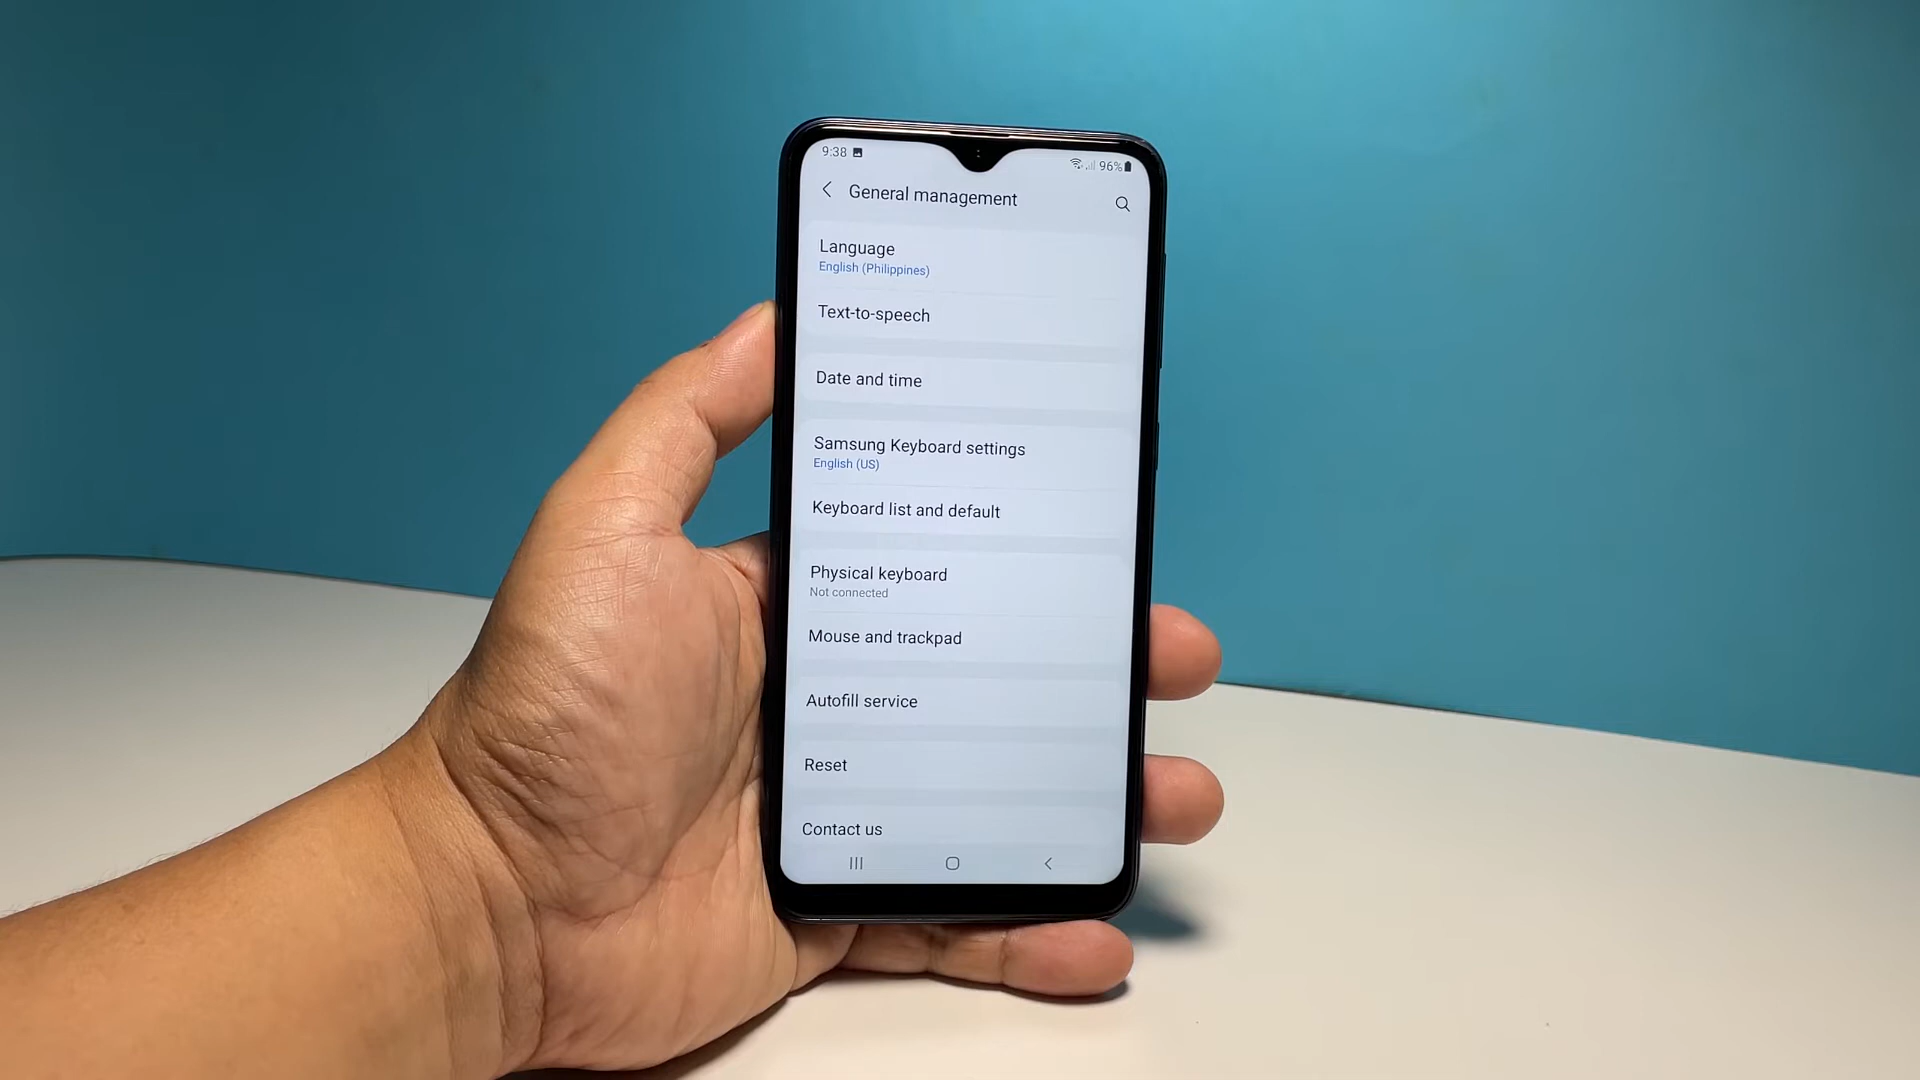 9:38
96%
General management
Language
English (Philippines)
Text-to-speech
Date and time
Samsung Keyboard settings
English (US)
Keyboard list and default
Physical keyboard
Not connected
Mouse and trackpad
Autofill service
Reset
Contact us